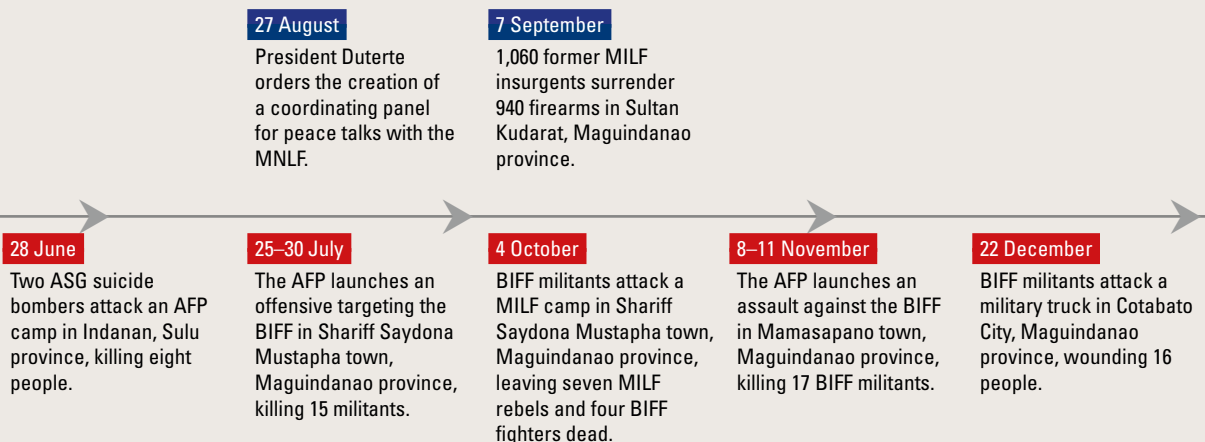 27 August
President Duterte
orders the creation of
a coordinating panel
for peace talks with the
MNLF.
7 September
1,060 former MILF
insurgents surrender
940 firearms in Sultan
Kudarat, Maguindanao
province.
28 June
Two ASG suicide
bombers attack an AFP
camp in Indanan, Sulu
province, killing eight
people.
25–30 July
The AFP launches an
offensive targeting the
BIFF in Shariff Saydona
Mustapha town,
Maguindanao province,
killing 15 militants.
4 October
BIFF militants attack a
MILF camp in Shariff
Saydona Mustapha town,
Maguindanao province,
leaving seven MILF
rebels and four BIFF
fighters dead.
8–11 November
The AFP launches an
assault against the BIFF
in Mamasapano town,
Maguindanao province,
killing 17 BIFF militants.
22 December
BIFF militants attack a
military truck in Cotabato
City, Maguindanao
province, wounding 16
people.